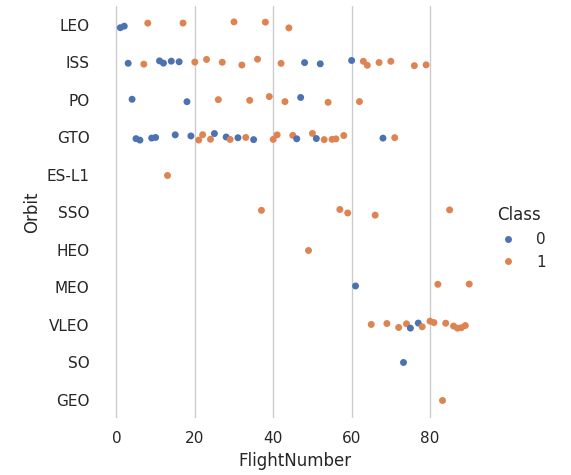 LEO
ISS
PO
GTO
ES-L1
SSO
HEO
MEO
VLEO
SO
GEO
Orbit
0
20
40
60
80
FlightNumber
Class
0
1